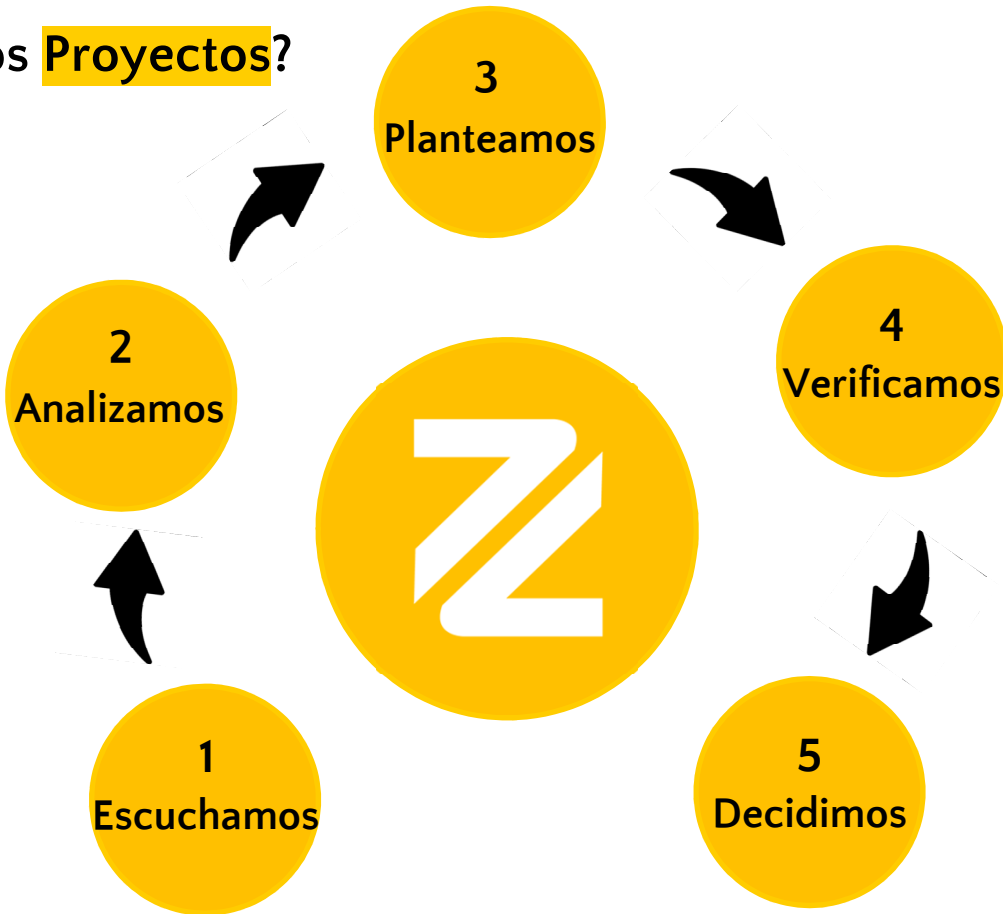 os Proyectos?
3
Planteamos
4
Verificamos
2
Analizamos
1
Escuchamos
5
Decidimos